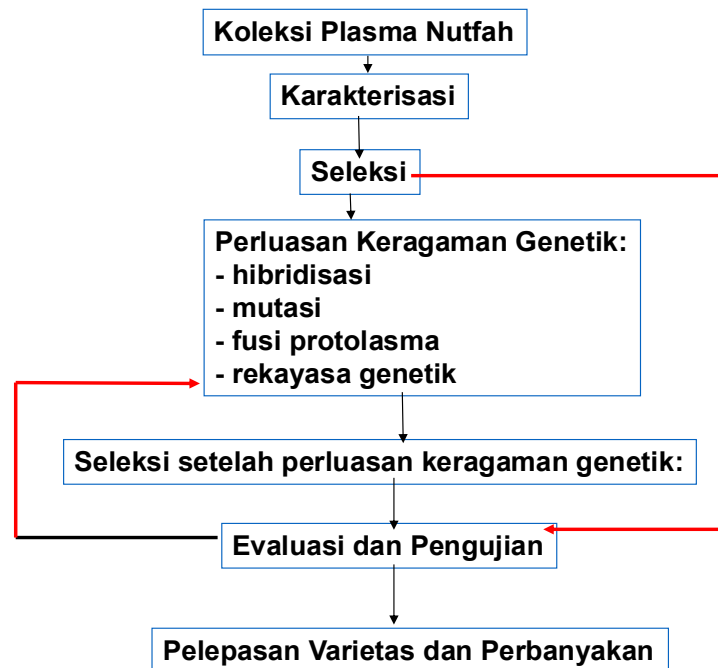 Koleksi Plasma Nutfah
Karakterisasi
Seleksi
Perluasan Keragaman Genetik:
- hibridisasi
- mutasi
- fusi protolasma
- rekayasa genetik
Seleksi setelah perluasan keragaman genetik:
Evaluasi dan Pengujian
Pelepasan Varietas dan Perbanyakan